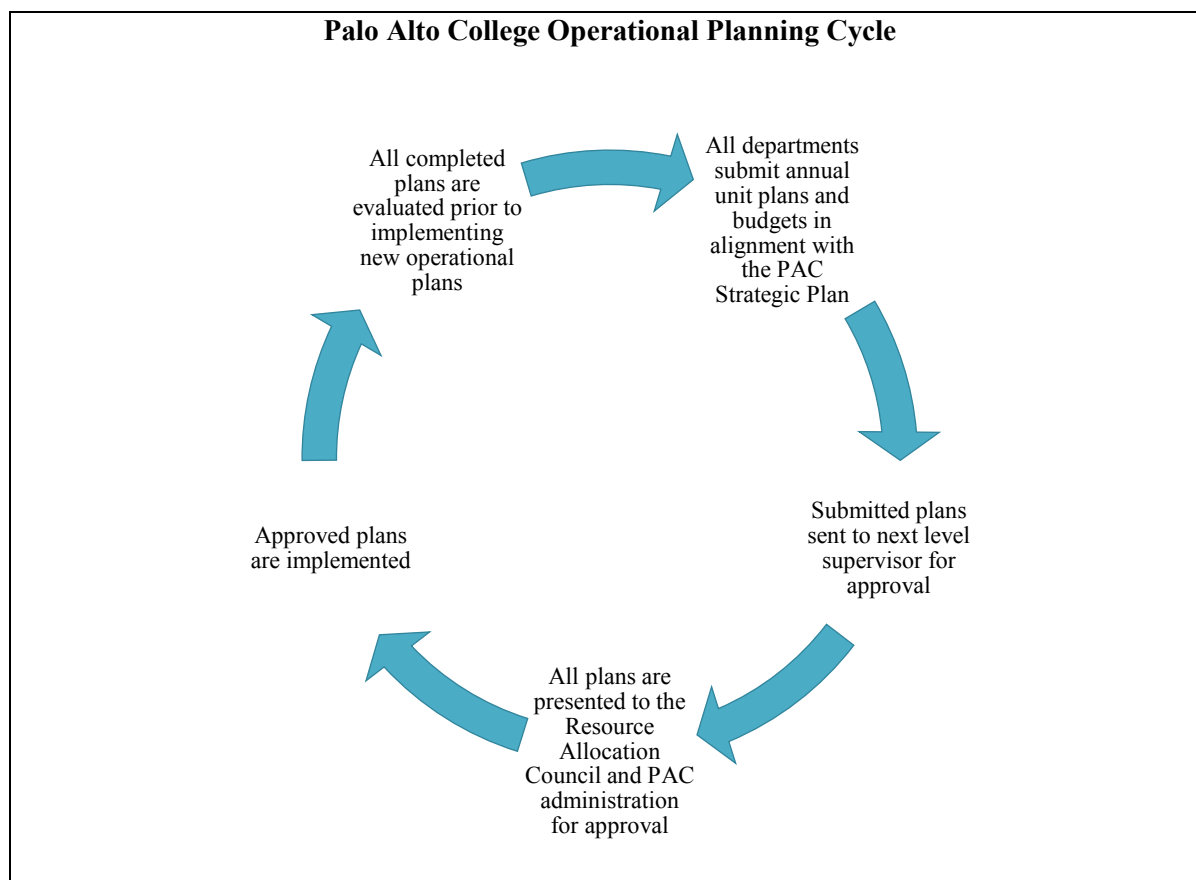 Palo Alto College Operational Planning Cycle
All departments
submit annual
unit plans and
budgets in
alignment with
the PAC
Strategic Plan
Submitted plans
sent to next level
supervisor for
approval
All plans are
presented to the
Resource
Allocation
Council and PAC
administration
for approval
Approved plans
are implemented
All completed
plans are
evaluated prior to
implementing
new operational
plans